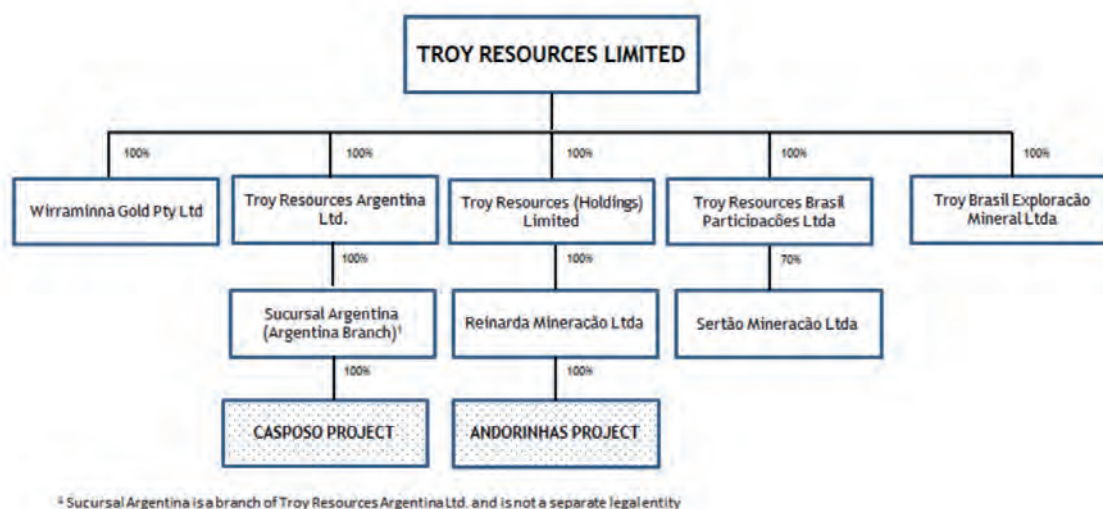 TROY RESOURCES LIMITED
100%
100%
100%
100%
100%
Wirraminna Gold Pty Ltd
Troy Resources Argentina
Ltd.
Troy Resources (Holdings)
Limited
Troy Resources Brasil
Participacões Ltda
Troy Brasil Exploracão
Mineral Ltda
100%
100%
70%
Sucursal Argentina
(Argentina Branch)¹
Reinarda Mineracão Ltda
Sertão Mineracão Ltda
100%
100%
CASPOSO PROJECT
ANDORINHAS PROJECT
¹ Sucursal Argentina is a branch of Troy Resources Argentina Ltd. and is not a separate legal entity